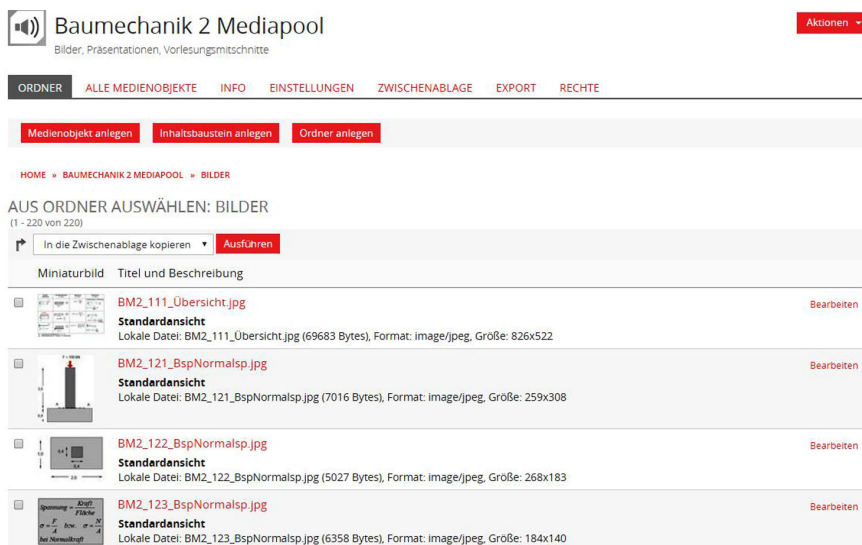 Baumechanik 2 Mediapool
Aktionen
Bilder, Präsentationen, Vorlesungsmitschnitte
ORDNER ALLE MEDIENOBJEKTE INFO EINSTELLUNGEN ZWISCHENABLAGE EXPORT RECHTE
Medienobjekt anlegen Inhaltsbaustein anlegen Ordner anlegen
HOME » BAUMECHANIK 2 MEDIAPOOL » BILDER
AUS ORDNER AUSWÄHLEN: BILDER
(1 - 220 von 220)
In die Zwischenablage kopieren Ausführen
Miniaturbild Titel und Beschreibung
BM2_111_Übersicht.jpg Bearbeiten
Standardansicht
Lokale Datei: BM2_111_Übersicht.jpg (69683 Bytes), Format: image/jpeg, Größe: 826x522
BM2_121_BspNormalsp.jpg Bearbeiten
Standardansicht
Lokale Datei: BM2_121_BspNormalsp.jpg (7016 Bytes), Format: image/jpeg, Größe: 259x308
BM2_122_BspNormalsp.jpg Bearbeiten
Standardansicht
Lokale Datei: BM2_122_BspNormalsp.jpg (5027 Bytes), Format: image/jpeg, Größe: 268x183
BM2_123_BspNormalsp.jpg Bearbeiten
Standardansicht
Lokale Datei: BM2_123_BspNormalsp.jpg (6358 Bytes), Format: image/jpeg, Größe: 184x140
Spannung = Kraft / Fläche
σ = F / A bzw. σ = N / A
bei Normalkraft